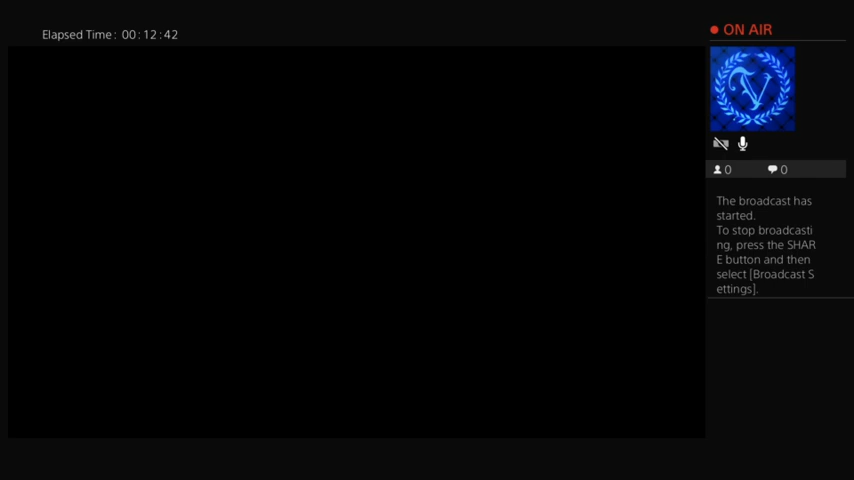 Elapsed Time: 00:12:42
ON AIR
TV
0 0
The broadcast has
started.
To stop broadcasti
ng, press the SHAR
E button and then
select [Broadcast S
ettings].